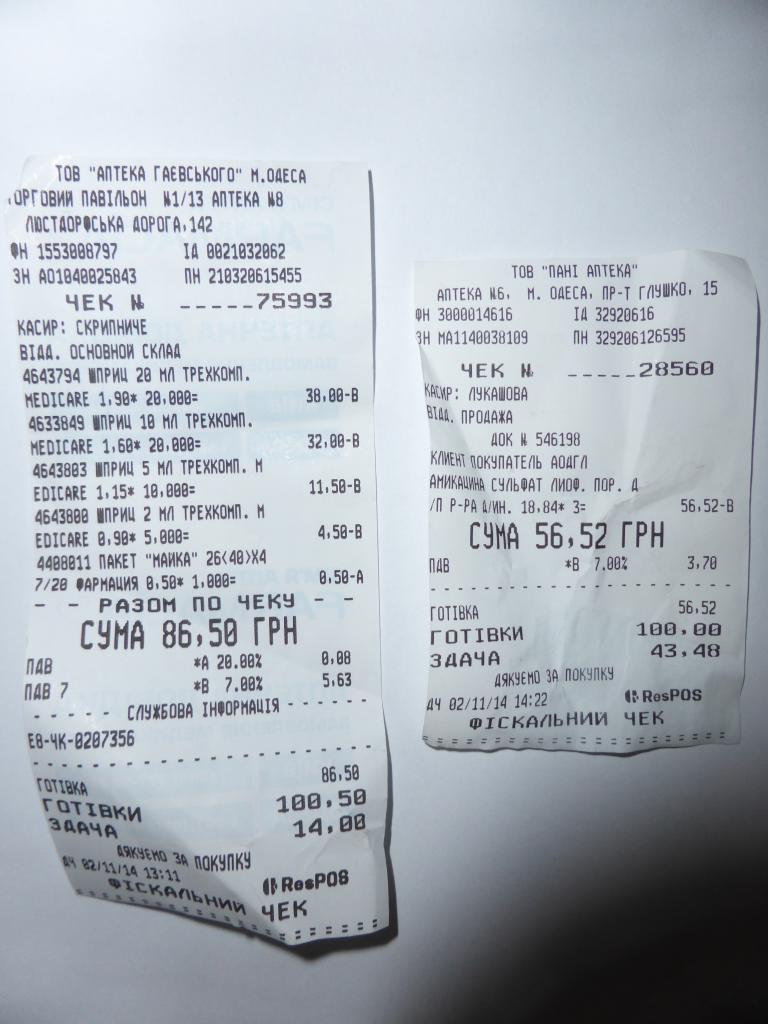 ТОВ "АПТЕКА ГАЄВСЬКОГО" М.ОДЕСА
ТОРГОВИЙ ПАВІЛЬОН №1/13 АПТЕКА №8
ЛЮСТДОРФСЬКА ДОРОГА,142
ФН 1553008797 ІД 0021032062
ЗН АО1040025843 ПН 210320615455
ЧЕК № _____75993
КАСИР: СКРИПНИЧЕ
ВІДД. ОСНОВНОЙ СКЛАД
4643794 ШПРИЦ 20 МЛ ТРЕХКОМП.
MEDICARE 1,90* 20,000= 38,00-В
4633849 ШПРИЦ 10 МЛ ТРЕХКОМП.
MEDICARE 1,60* 20,000= 32,00-В
4643803 ШПРИЦ 5 МЛ ТРЕХКОМП. M
EDICARE 1,15* 10,000= 11,50-В
4643800 ШПРИЦ 2 МЛ ТРЕХКОМП. M
EDICARE 0,90* 5,000= 4,50-В
4408011 ПАКЕТ "МАЙКА" 26<40>Х4
7/20 ФАРМАЦИЯ 0,50* 1,000= 0,50-А
- - РАЗОМ ПО ЧЕКУ - -
СУМА 86,50 ГРН
ПДВ *А 20.00% 0,08
ПДВ 7 *В 7.00% 5,63
- - - - - СЛУЖБОВА ІНФОРМАЦІЯ - - - - -
Е8-ЧК-0207356
ГОТІВКА 86,50
ГОТІВКИ 100,50
ЗДАЧА 14,00
ДЯКУЄМО ЗА ПОКУПКУ
ДЧ 02/11/14 13:11 ResPOS
ФІСКАЛЬНИЙ ЧЕК
ТОВ "ПАНІ АПТЕКА"
АПТЕКА №6, М. ОДЕСА, ПР-Т ГЛУШКО, 15
ФН 3000014616 ІД 32920616
ЗН МА1140038109 ПН 329206126595
ЧЕК № _____28560
КАСИР: ЛУКАШОВА
ВІДД. ПРОДАЖА
ДОК № 546198
КЛИЕНТ ПОКУПАТЕЛЬ АОДГЛ
АМИКАЦИНА СУЛЬФАТ ЛИОФ. ПОР. Д
/П Р-РА Д/ИН. 18,84* 3= 56,52-В
СУМА 56,52 ГРН
ПДВ *В 7.00% 3,70
ГОТІВКА 56,52
ГОТІВКИ 100,00
ЗДАЧА 43,48
ДЯКУЄМО ЗА ПОКУПКУ
ДЧ 02/11/14 14:22 ResPOS
ФІСКАЛЬНИЙ ЧЕК